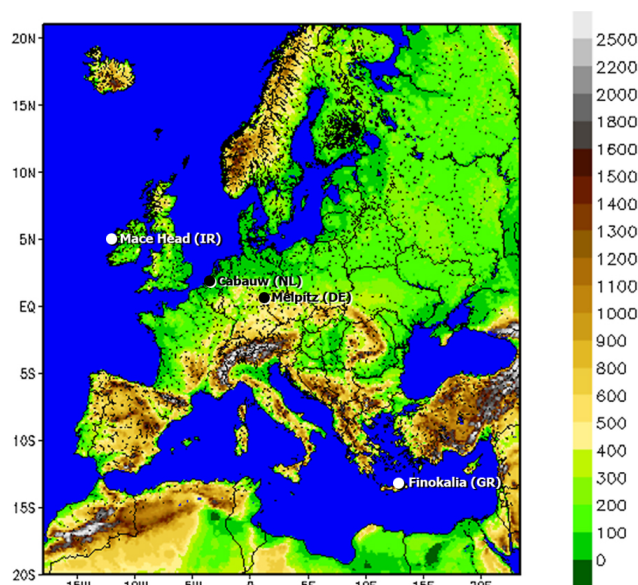 20N
15N
10N
5N
EQ
5S
10S
15S
20S
Mace Head (IR)
Cabauw (NL)
Melpitz (DE)
Finokalia (GR)
2500
2200
2000
1800
1600
1500
1400
1300
1200
1100
1000
900
800
700
600
500
400
300
200
100
0
15W
10W
5W
0
5E
10E
15E
20E